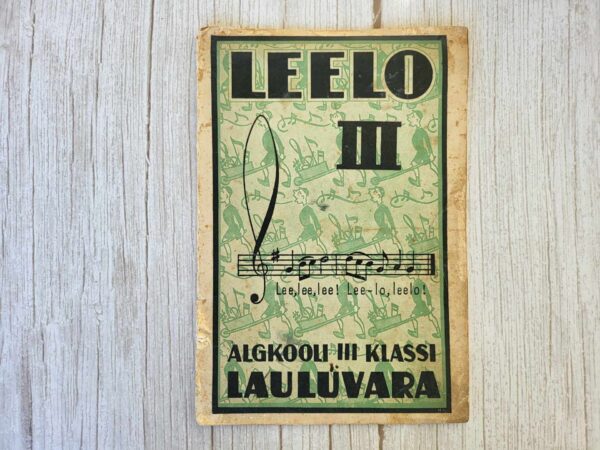 LEELO
III
Lee, lee, lee! Lee-lo, leelo!
ALGKOOLI III KLASSI
LAULUVARA